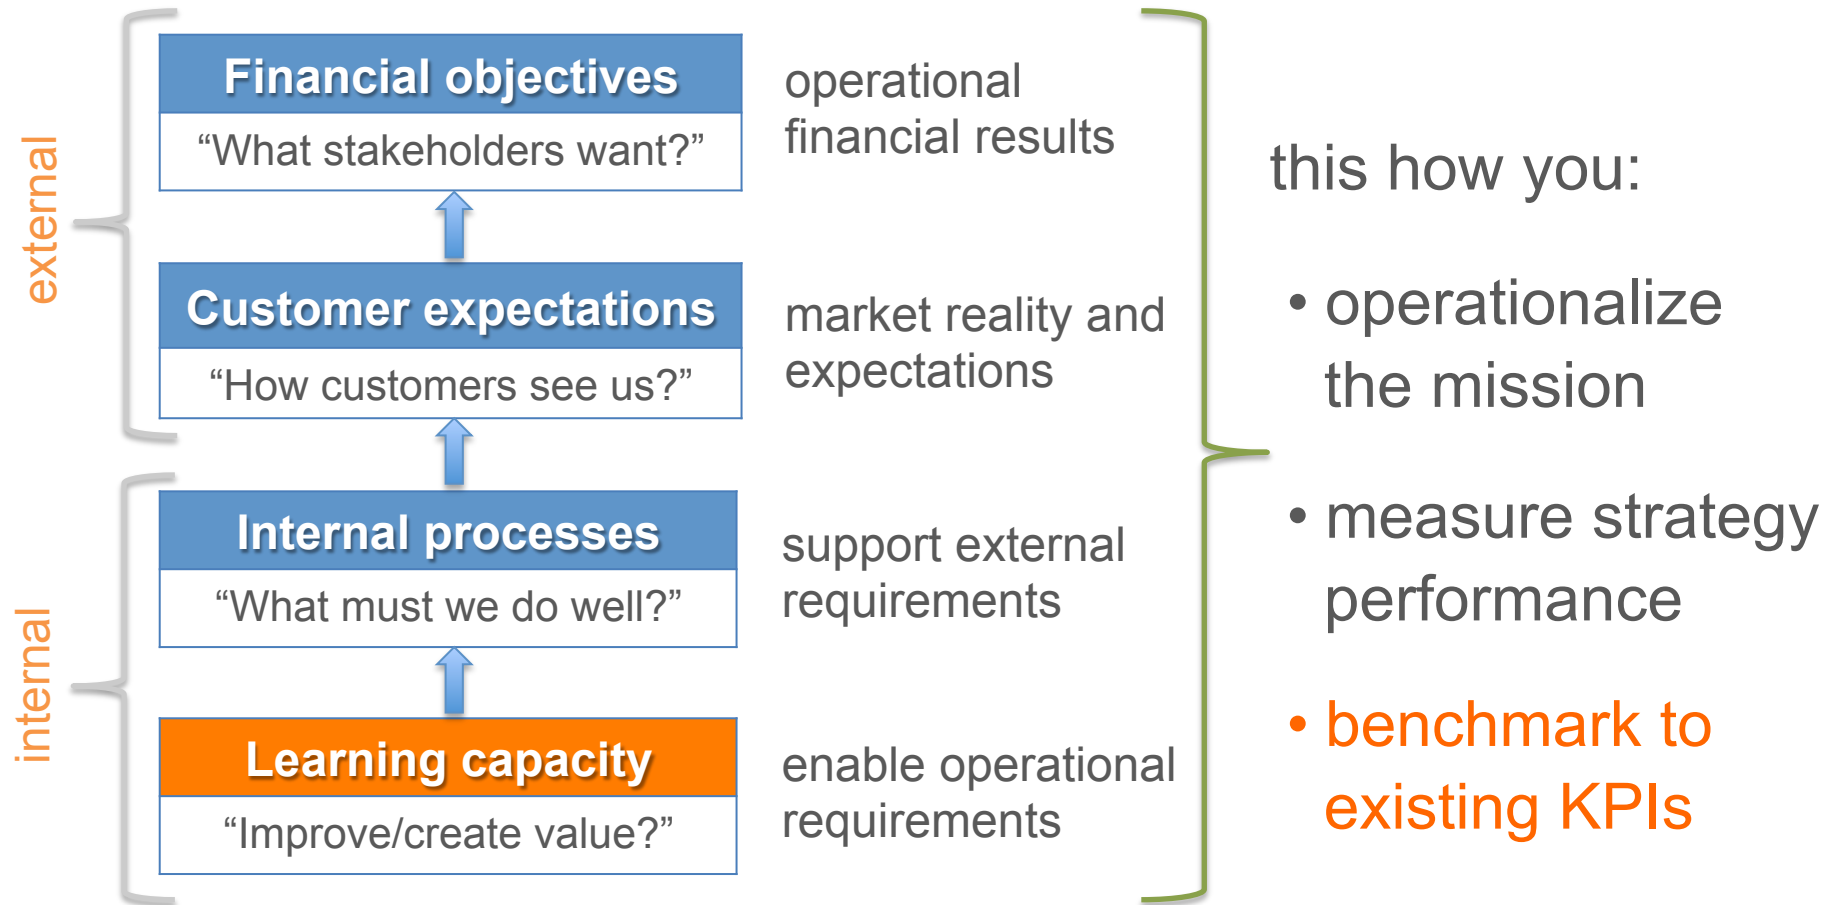 external
Financial objectives
“What stakeholders want?”
operational
financial results
Customer expectations
“How customers see us?”
market reality and
expectations
internal
Internal processes
“What must we do well?”
support external
requirements
Learning capacity
“Improve/create value?”
enable operational
requirements
this how you:
• operationalize
the mission
• measure strategy
performance
• benchmark to
existing KPIs